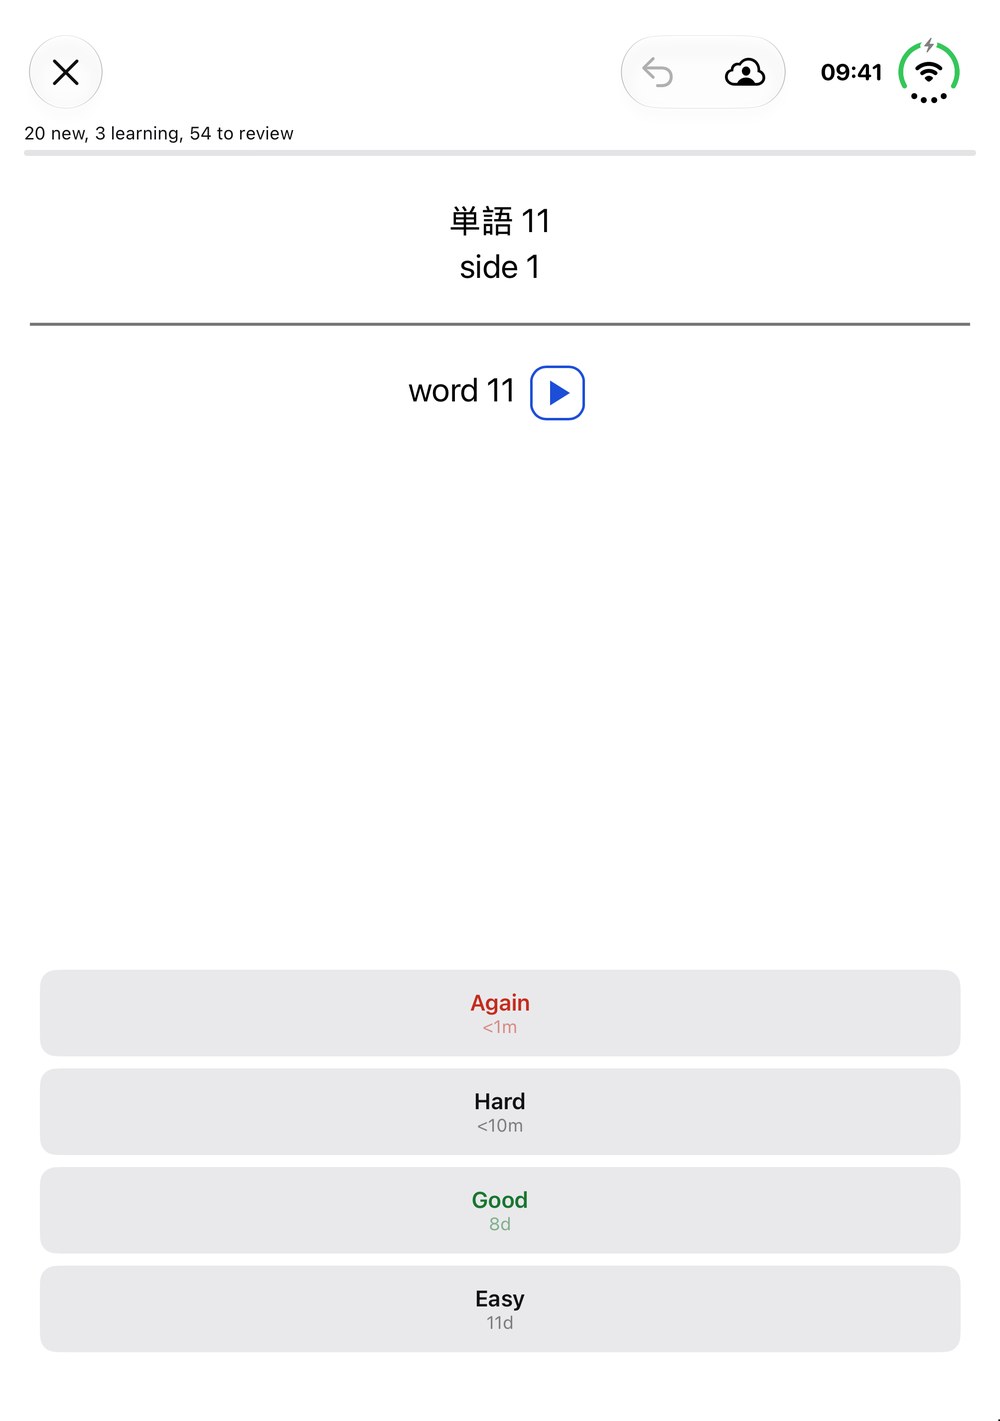 09:41
20 new, 3 learning, 54 to review
単語 11
side 1
word 11
Again
<1m
Hard
<10m
Good
8d
Easy
11d